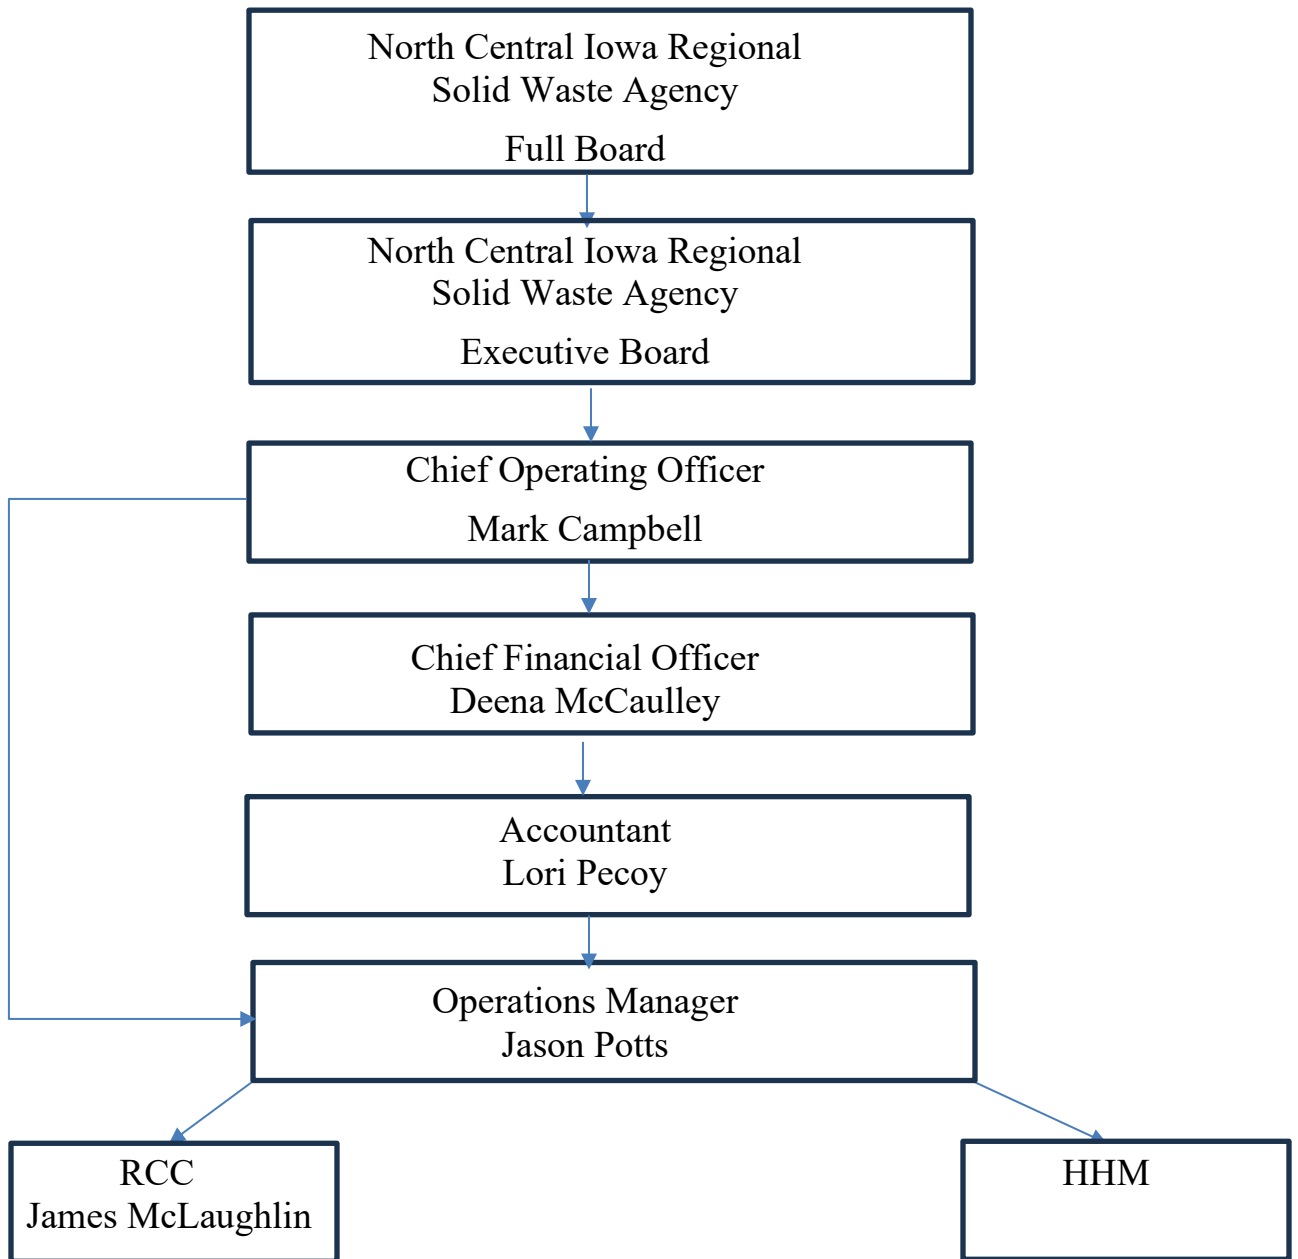 North Central Iowa Regional
Solid Waste Agency
Full Board
North Central Iowa Regional
Solid Waste Agency
Executive Board
Chief Operating Officer
Mark Campbell
Chief Financial Officer
Deena McCaulley
Accountant
Lori Pecoy
Operations Manager
Jason Potts
RCC
James McLaughlin
HHM